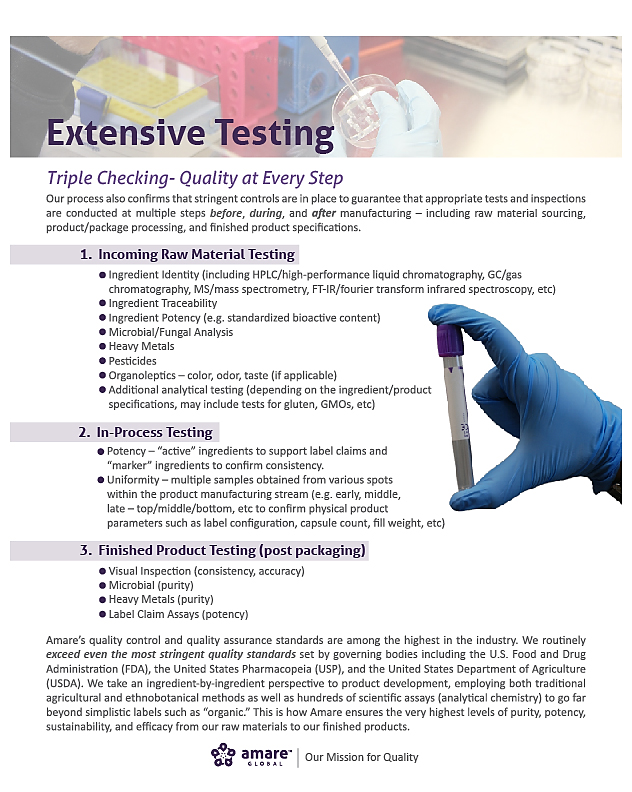 Extensive Testing
Triple Checking- Quality at Every Step
Our process also confirms that stringent controls are in place to guarantee that appropriate tests and inspections
are conducted at multiple steps before, during, and after manufacturing – including raw material sourcing,
product/package processing, and finished product specifications.
1. Incoming Raw Material Testing
● Ingredient Identity (including HPLC/high-performance liquid chromatography, GC/gas
chromatography, MS/mass spectrometry, FT-IR/fourier transform infrared spectroscopy, etc)
● Ingredient Traceability
● Ingredient Potency (e.g. standardized bioactive content)
● Microbial/Fungal Analysis
● Heavy Metals
● Pesticides
● Organoleptics – color, odor, taste (if applicable)
● Additional analytical testing (depending on the ingredient/product
specifications, may include tests for gluten, GMOs, etc)
2. In-Process Testing
● Potency – “active” ingredients to support label claims and
“marker” ingredients to confirm consistency.
● Uniformity – multiple samples obtained from various spots
within the product manufacturing stream (e.g. early, middle,
late – top/middle/bottom, etc to confirm physical product
parameters such as label configuration, capsule count, fill weight, etc)
3. Finished Product Testing (post packaging)
● Visual Inspection (consistency, accuracy)
● Microbial (purity)
● Heavy Metals (purity)
● Label Claim Assays (potency)
Amare’s quality control and quality assurance standards are among the highest in the industry. We routinely
exceed even the most stringent quality standards set by governing bodies including the U.S. Food and Drug
Administration (FDA), the United States Pharmacopeia (USP), and the United States Department of Agriculture
(USDA). We take an ingredient-by-ingredient perspective to product development, employing both traditional
agricultural and ethnobotanical methods as well as hundreds of scientific assays (analytical chemistry) to go far
beyond simplistic labels such as “organic.” This is how Amare ensures the very highest levels of purity, potency,
sustainability, and efficacy from our raw materials to our finished products.
amare™
GLOBAL
Our Mission for Quality